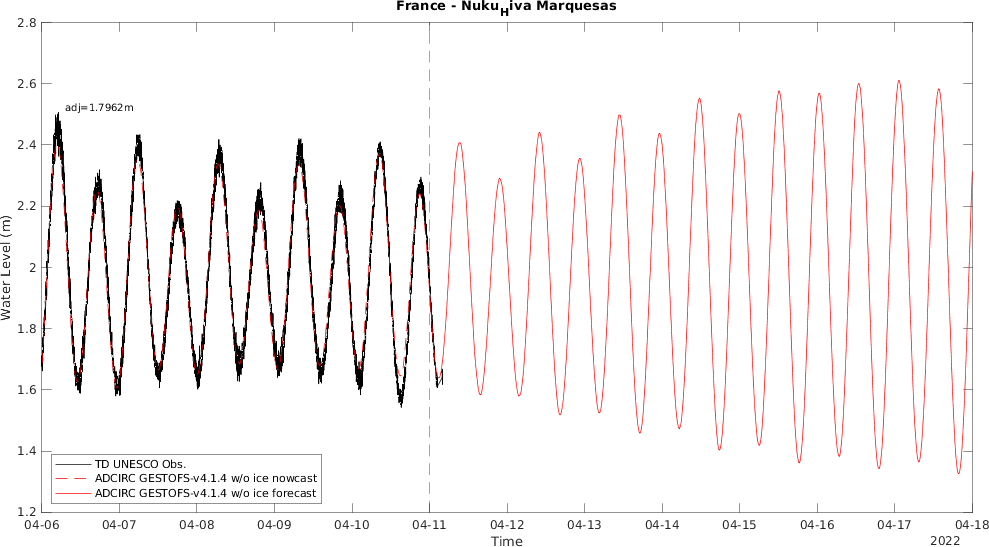 France - Nuku_Hiva Marquesas
2.8
2.6
2.4
2.2
2
1.8
1.6
1.4
1.2
Water Level (m)
adj=1.7962m
TD UNESCO Obs.
ADCIRC GESTOFS-v4.1.4 w/o ice nowcast
ADCIRC GESTOFS-v4.1.4 w/o ice forecast
04-06 04-07 04-08 04-09 04-10 04-11 04-12 04-13 04-14 04-15 04-16 04-17 04-18
Time
2022